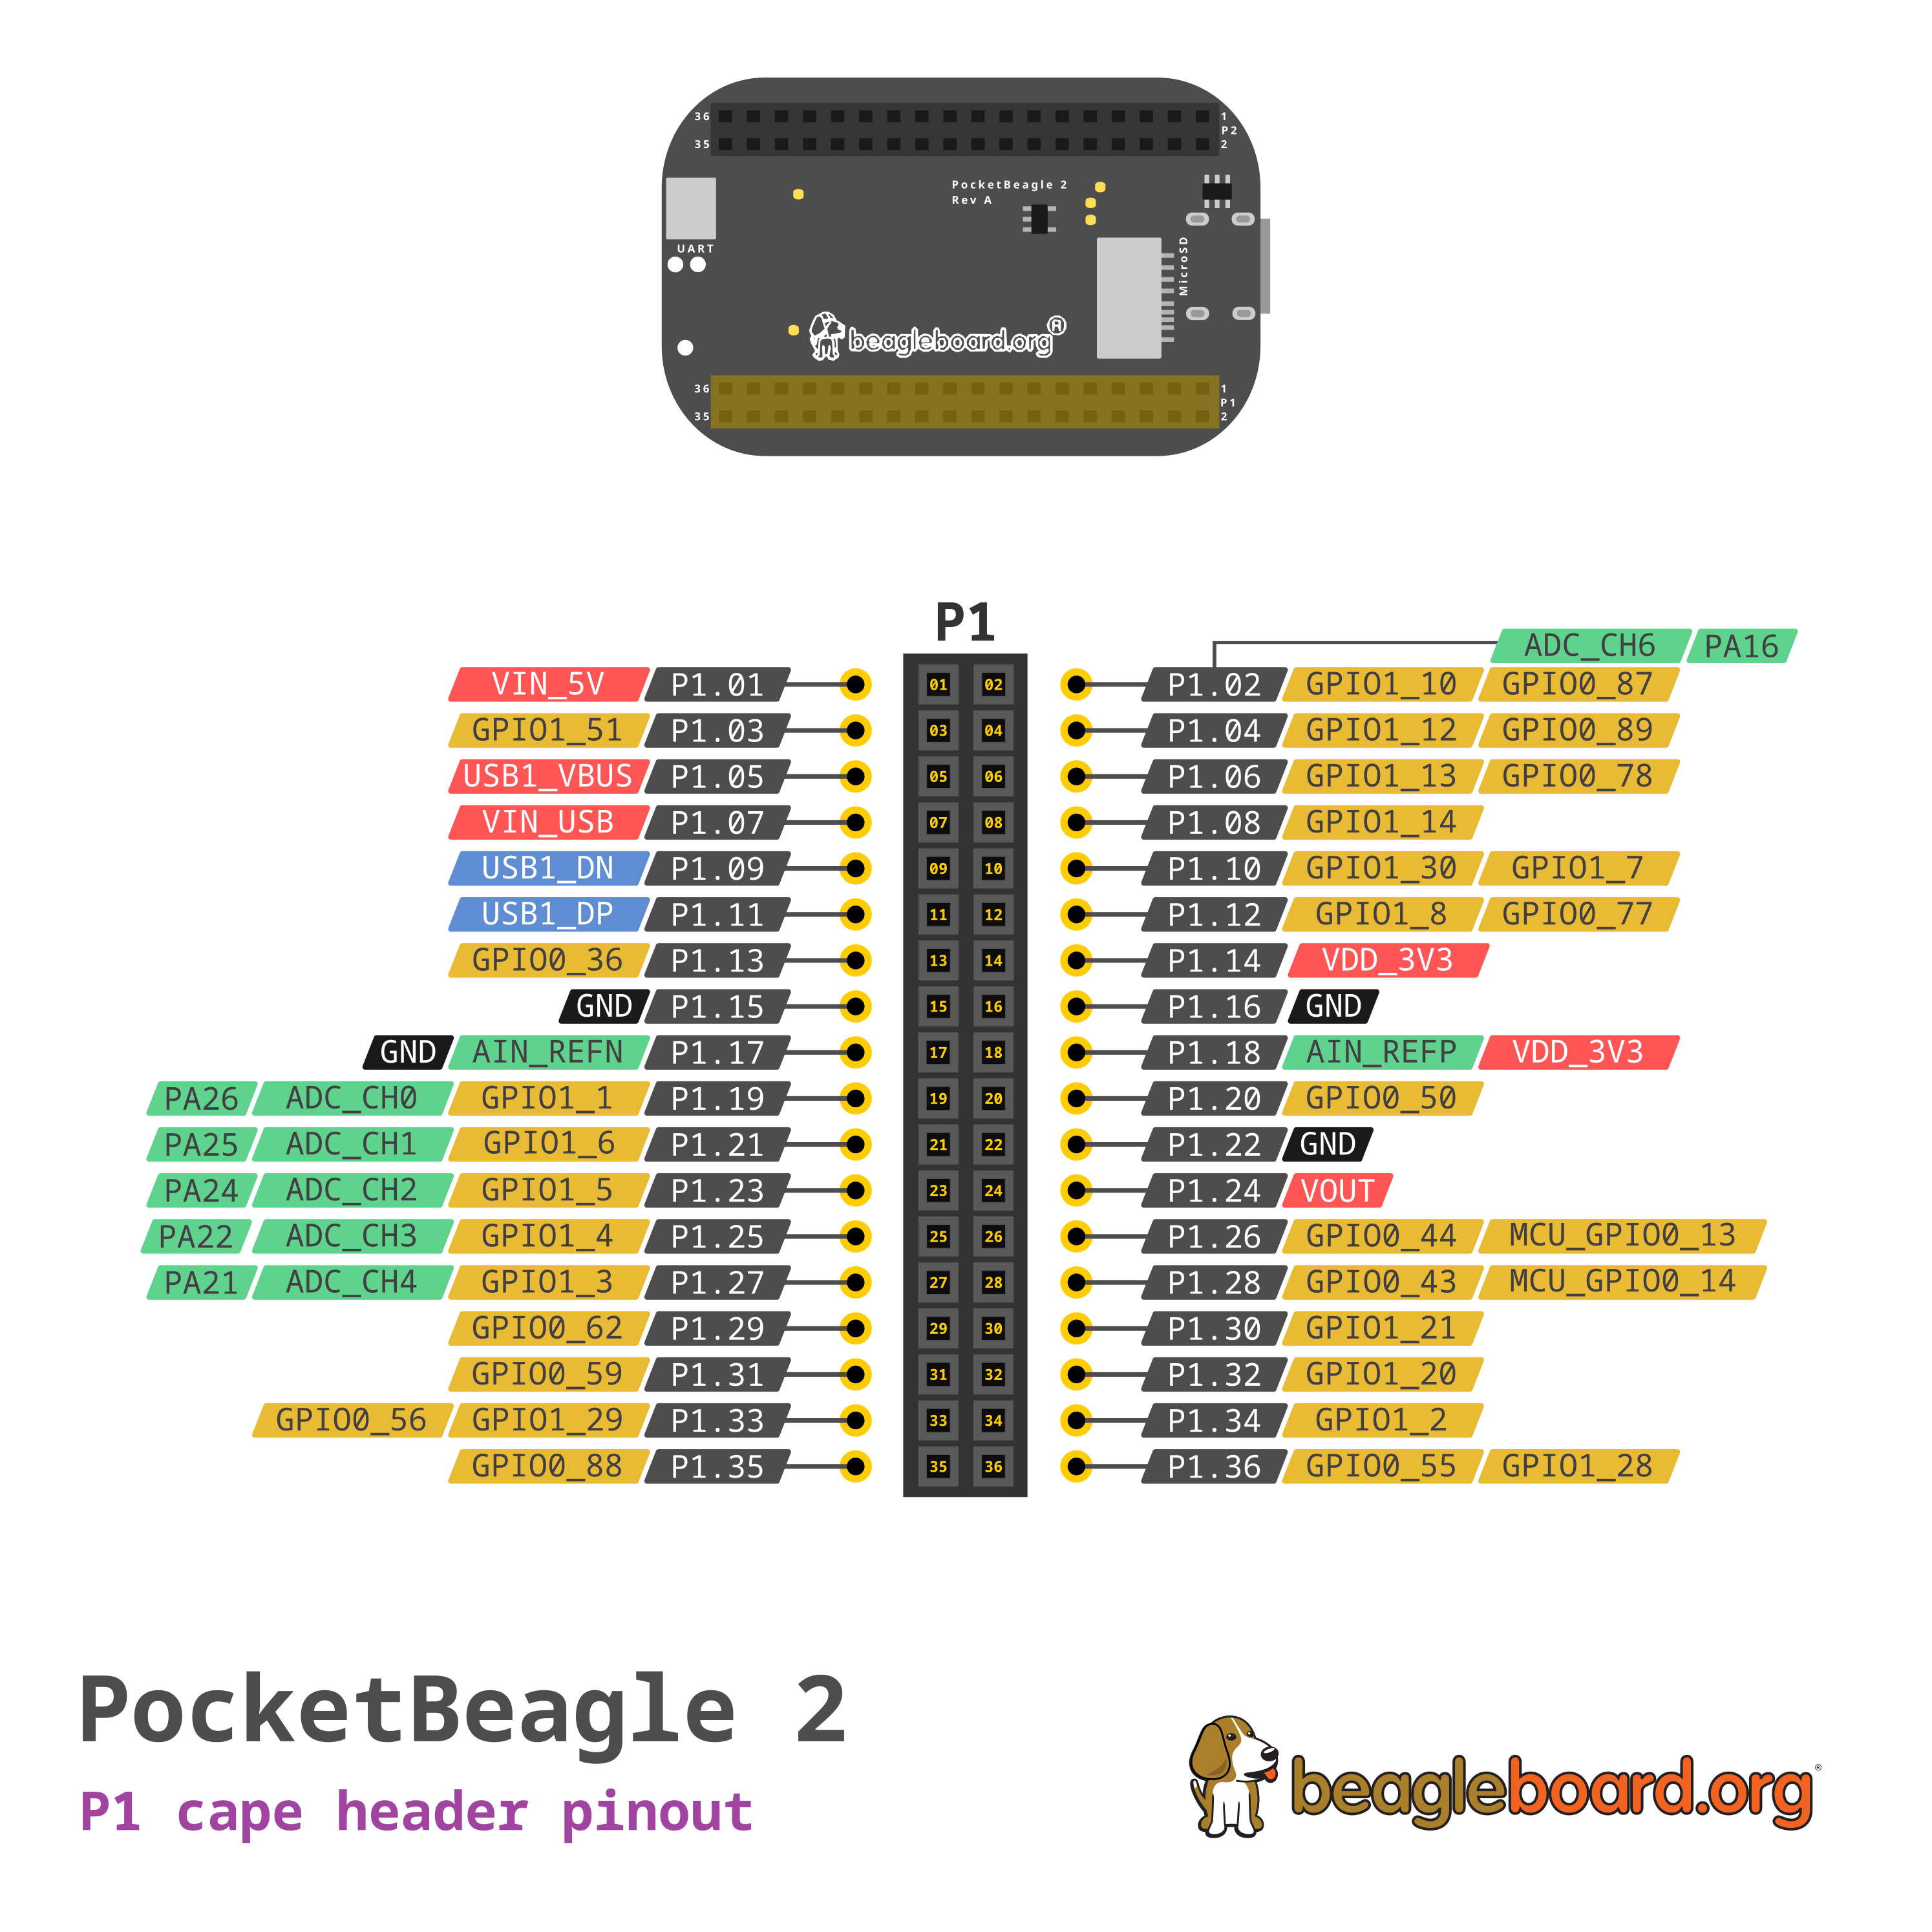 36 1
P2
35 2
PocketBeagle 2
Rev A
UART
MicroSD
beagleboard.org®
36 1
P1
35 2
P1
ADC_CH6 PA16
VIN_5V P1.01 01 02 P1.02 GPIO1_10 GPIO0_87
GPIO1_51 P1.03 03 04 P1.04 GPIO1_12 GPIO0_89
USB1_VBUS P1.05 05 06 P1.06 GPIO1_13 GPIO0_78
VIN_USB P1.07 07 08 P1.08 GPIO1_14
USB1_DN P1.09 09 10 P1.10 GPIO1_30 GPIO1_7
USB1_DP P1.11 11 12 P1.12 GPIO1_8 GPIO0_77
GPIO0_36 P1.13 13 14 P1.14 VDD_3V3
GND P1.15 15 16 P1.16 GND
GND AIN_REFN P1.17 17 18 P1.18 AIN_REFP VDD_3V3
PA26 ADC_CH0 GPIO1_1 P1.19 19 20 P1.20 GPIO0_50
PA25 ADC_CH1 GPIO1_6 P1.21 21 22 P1.22 GND
PA24 ADC_CH2 GPIO1_5 P1.23 23 24 P1.24 VOUT
PA22 ADC_CH3 GPIO1_4 P1.25 25 26 P1.26 GPIO0_44 MCU_GPIO0_13
PA21 ADC_CH4 GPIO1_3 P1.27 27 28 P1.28 GPIO0_43 MCU_GPIO0_14
GPIO0_62 P1.29 29 30 P1.30 GPIO1_21
GPIO0_59 P1.31 31 32 P1.32 GPIO1_20
GPIO0_56 GPIO1_29 P1.33 33 34 P1.34 GPIO1_2
GPIO0_88 P1.35 35 36 P1.36 GPIO0_55 GPIO1_28
PocketBeagle 2
P1 cape header pinout
beagleboard.org®